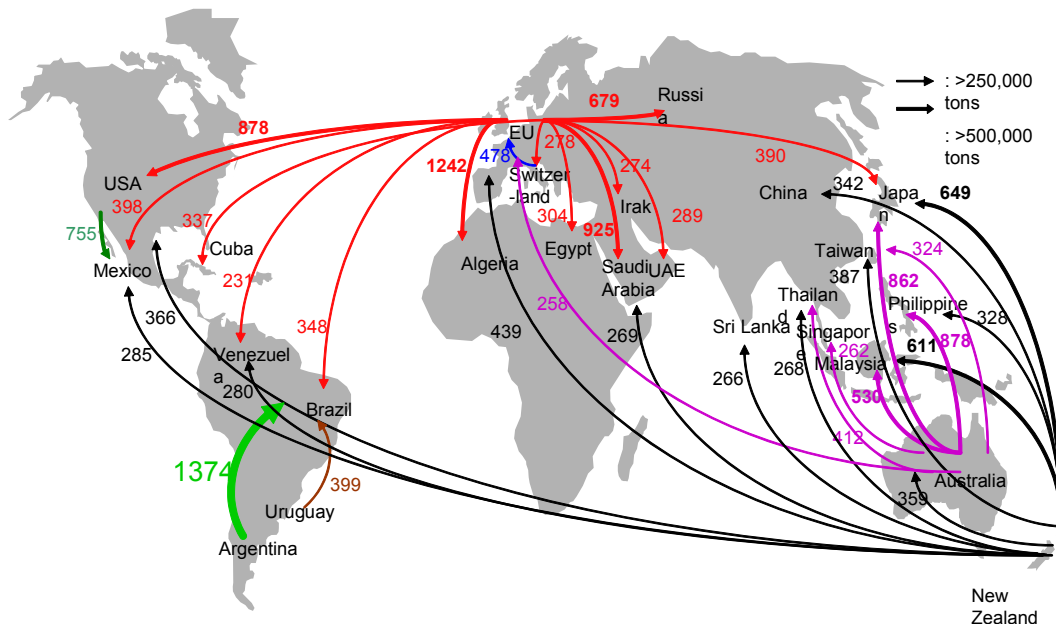 : >250,000
tons
: >500,000
tons
Russi
a
679
878
EU
278
1242
478
274
390
USA
Switzer
-land
China
342
Japa
n
649
398
337
304
925
Irak
289
755
Cuba
Egypt
Mexico
Algeria
Saudi
Arabia
UAE
Taiwan
387
324
231
258
862
Thailan
d
Philippine
s
366
348
439
269
Sri Lanka
Singapor
e
328
285
Venezuel
a
262
611
878
Malaysia
268
280
266
530
Brazil
412
1374
399
359
Australia
Uruguay
Argentina
New
Zealand